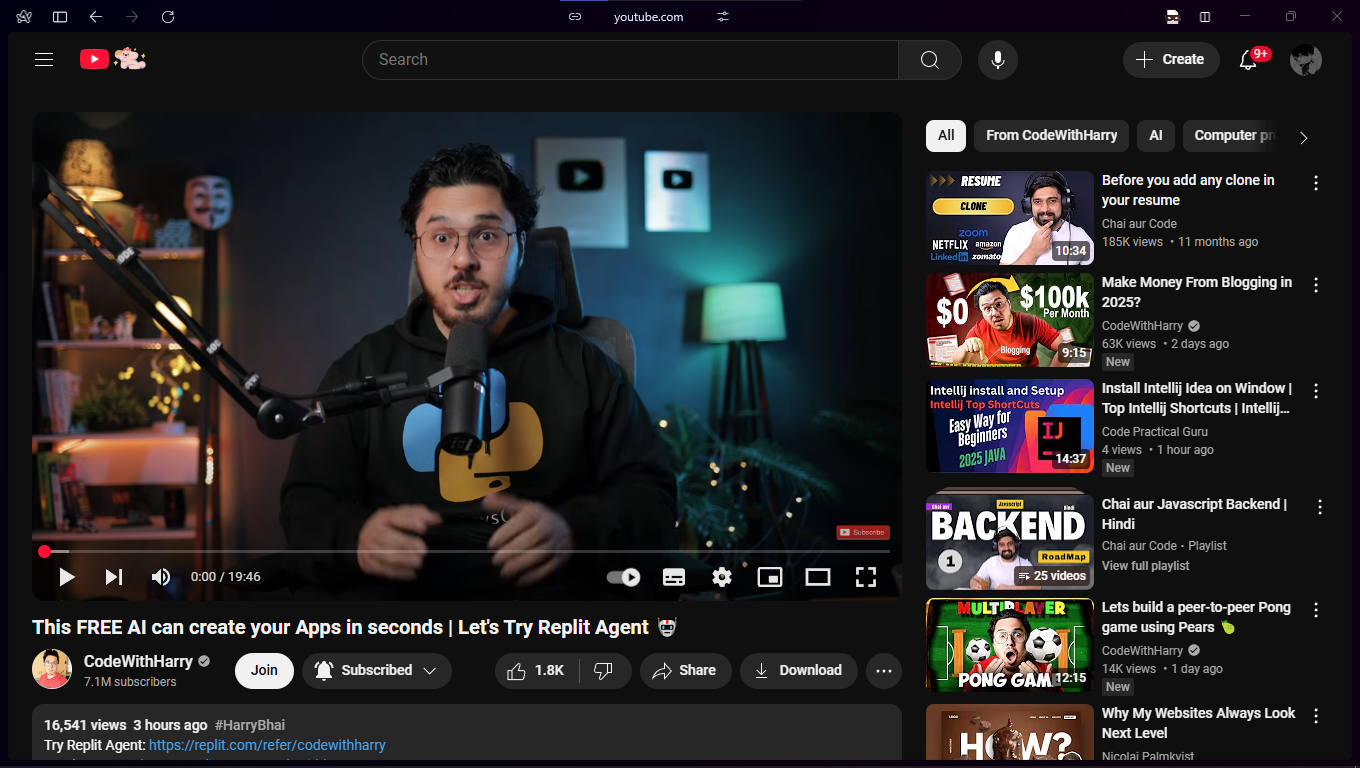 youtube.com
Search
Create
9+
Subscribe
0:00 / 19:46
This FREE AI can create your Apps in seconds | Let's Try Replit Agent
CodeWithHarry
7.1M subscribers
Join
Subscribed
1.8K
Share
Download
16,541 views 3 hours ago #HarryBhai
Try Replit Agent: https://replit.com/refer/codewithharry
All
From CodeWithHarry
AI
Computer pr
RESUME
CLONE
zoom
NETFLIX
amazon
LinkedIn
zomato
10:34
Before you add any clone in
your resume
Chai aur Code
185K views • 11 months ago
$0
$100k
Per Month
Blogging
9:15
Make Money From Blogging in
2025?
CodeWithHarry
63K views • 2 days ago
New
Intellij install and Setup
Intellij Top ShortCuts
Easy Way for
Beginners
2025 JAVA
IJ
14:37
Install Intellij Idea on Window |
Top Intellij Shortcuts | Intellij...
Code Practical Guru
4 views • 1 hour ago
New
Chai aur
Javascript
Hindi
BACKEND
1
RoadMap
25 videos
Chai aur Javascript Backend |
Hindi
Chai aur Code • Playlist
View full playlist
MULTIPLAYER
PONG GAM
12:15
Lets build a peer-to-peer Pong
game using Pears
CodeWithHarry
14K views • 1 day ago
New
HOW?
Why My Websites Always Look
Next Level
Nicolai Palmkvist